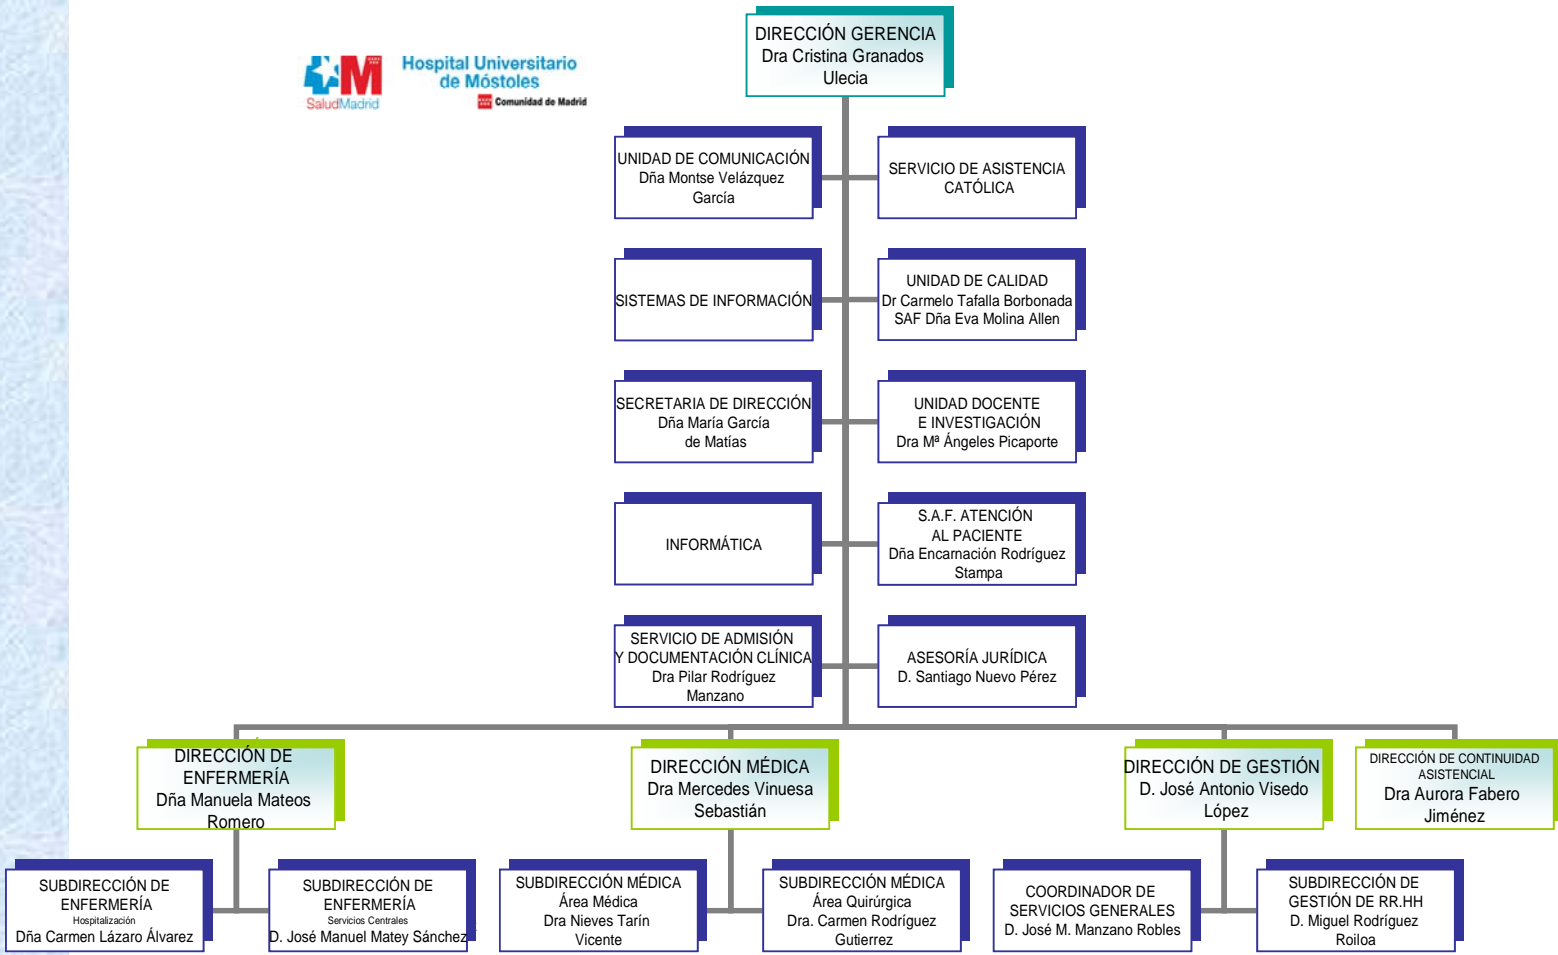 DIRECCIÓN GERENCIA
Dra Cristina Granados
Ulecia
SaludMadrid
Hospital Universitario
de Móstoles
Comunidad de Madrid
UNIDAD DE COMUNICACIÓN
Dña Montse Velázquez
García
SERVICIO DE ASISTENCIA
CATÓLICA
SISTEMAS DE INFORMACIÓN
UNIDAD DE CALIDAD
Dr Carmelo Tafalla Borbonada
SAF Dña Eva Molina Allen
SECRETARIA DE DIRECCIÓN
Dña María García
de Matías
UNIDAD DOCENTE
E INVESTIGACIÓN
Dra Mª Ángeles Picaporte
INFORMÁTICA
S.A.F. ATENCIÓN
AL PACIENTE
Dña Encarnación Rodríguez
Stampa
SERVICIO DE ADMISIÓN
Y DOCUMENTACIÓN CLÍNICA
Dra Pilar Rodríguez
Manzano
ASESORÍA JURÍDICA
D. Santiago Nuevo Pérez
DIRECCIÓN DE
ENFERMERÍA
Dña Manuela Mateos
Romero
DIRECCIÓN MÉDICA
Dra Mercedes Vinuesa
Sebastián
DIRECCIÓN DE GESTIÓN
D. José Antonio Visedo
López
DIRECCIÓN DE CONTINUIDAD
ASISTENCIAL
Dra Aurora Fabero
Jiménez
SUBDIRECCIÓN DE
ENFERMERÍA
Hospitalización
Dña Carmen Lázaro Álvarez
SUBDIRECCIÓN DE
ENFERMERÍA
Servicios Centrales
D. José Manuel Matey Sánchez
SUBDIRECCIÓN MÉDICA
Área Médica
Dra Nieves Tarín
Vicente
SUBDIRECCIÓN MÉDICA
Área Quirúrgica
Dra. Carmen Rodríguez
Gutierrez
COORDINADOR DE
SERVICIOS GENERALES
D. José M. Manzano Robles
SUBDIRECCIÓN DE
GESTIÓN DE RR.HH
D. Miguel Rodríguez
Roiloa